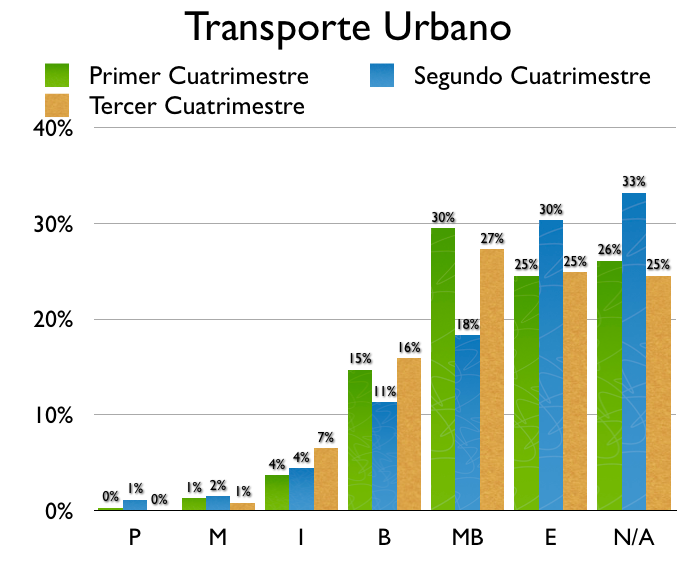 Transporte Urbano
Primer Cuatrimestre Segundo Cuatrimestre
Tercer Cuatrimestre
40%
30%
20%
10%
0%
0% 1% 0%
1% 2% 1%
4% 4% 7%
15% 11% 16%
30% 18% 27%
25% 30% 25%
26% 33% 25%
P M I B MB E N/A